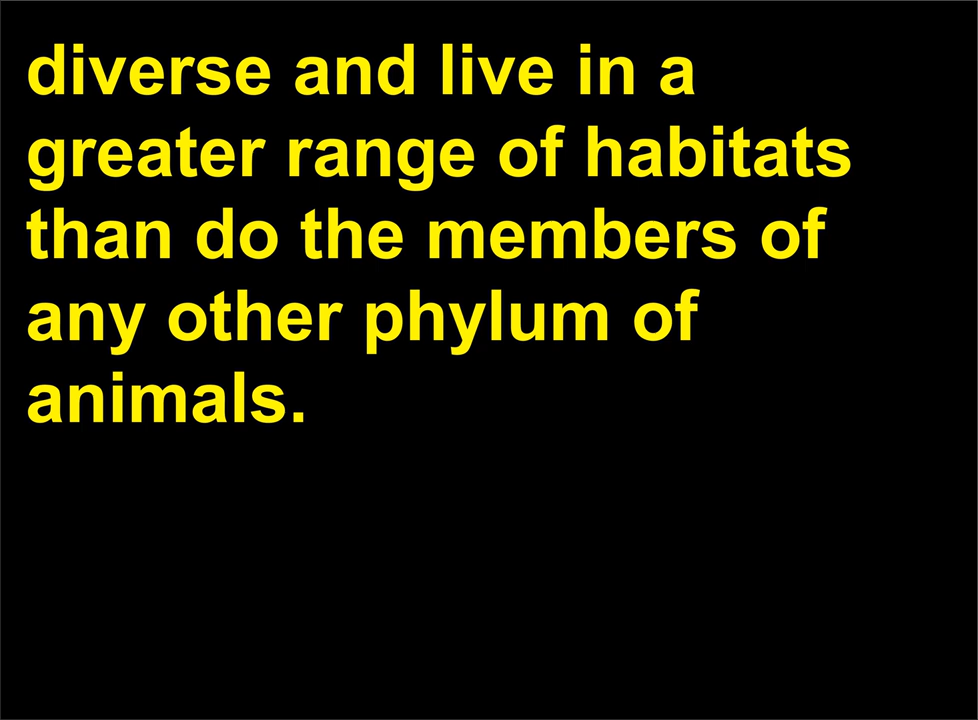 diverse and live in a
greater range of habitats
than do the members of
any other phylum of
animals.